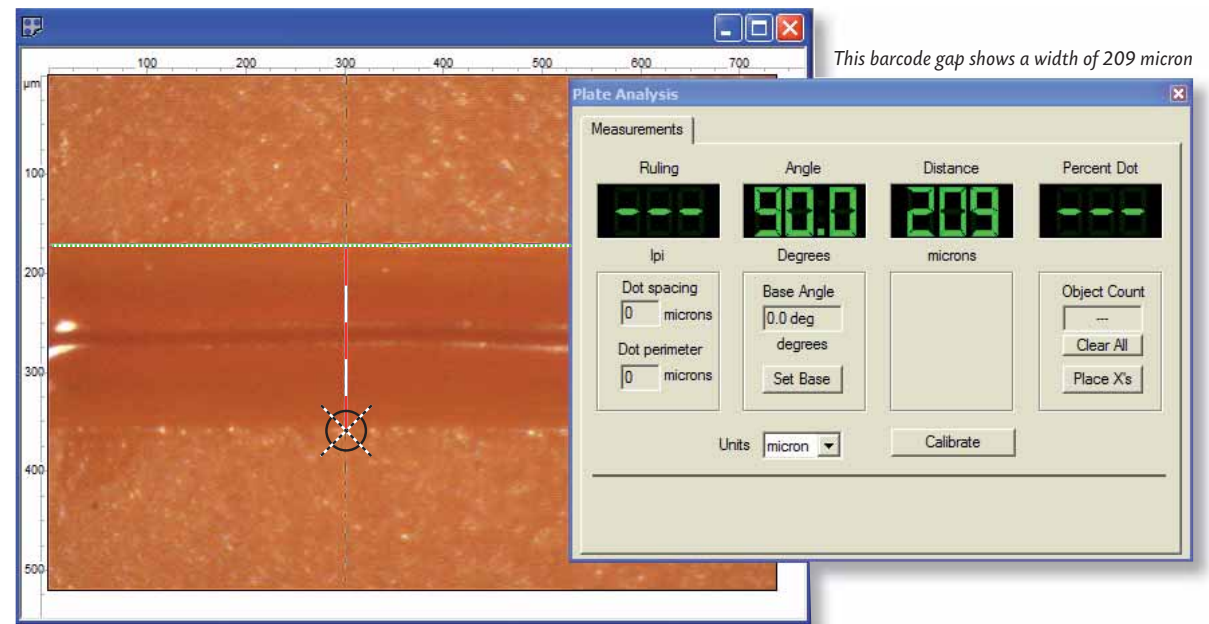 This barcode gap shows a width of 209 micron
100 200 300 400 500 600 700
µm
100
200
300
400
500
Plate Analysis
Measurements
Ruling Angle Distance Percent Dot
--- 90.0 209 ---
lpi Degrees microns
Dot spacing Base Angle Object Count
0 microns 0.0 deg ---
Dot perimeter degrees Clear All
0 microns Set Base Place X's
Units micron Calibrate